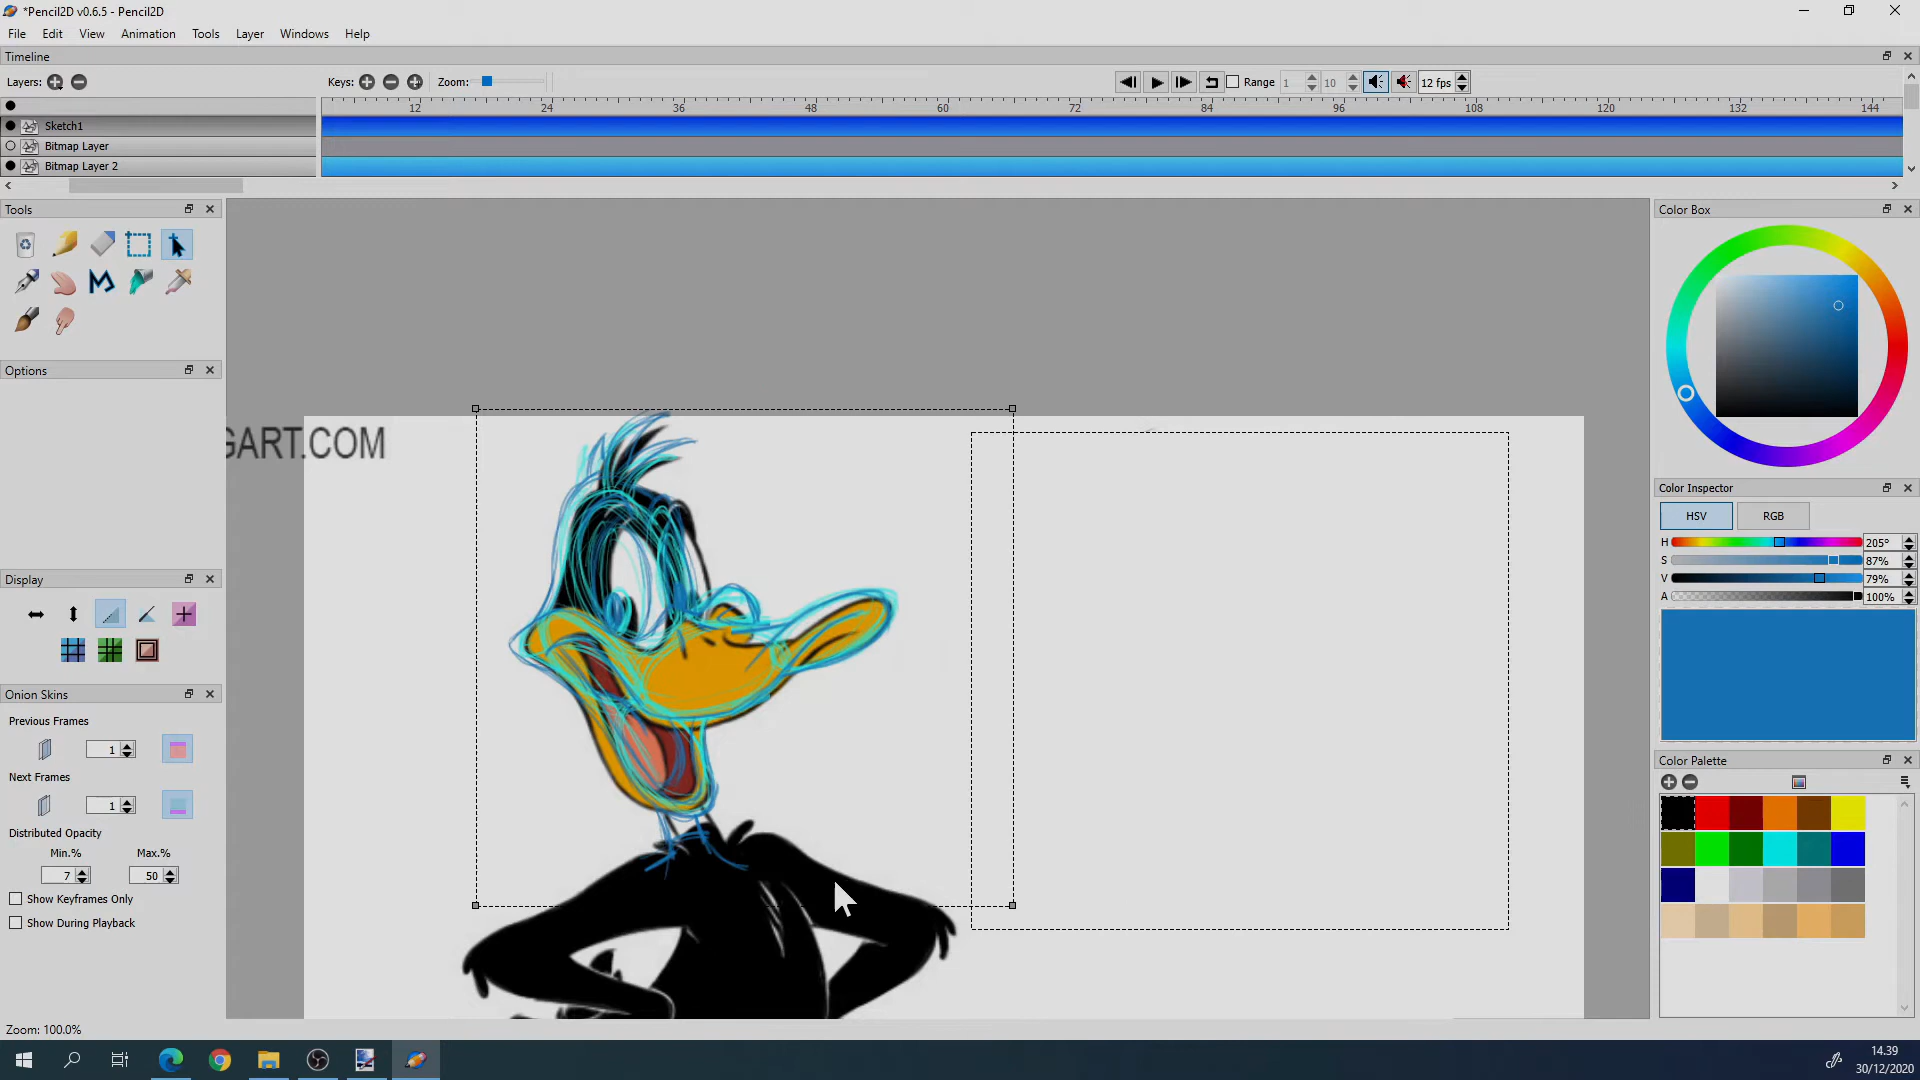 *Pencil2D v0.6.5 - Pencil2D
File Edit View Animation Tools Layer Windows Help
Timeline
Layers: Keys: Zoom: Range 1 10 12 fps
12 24 36 48 60 72 84 96 108 120 132 144
Sketch1
Bitmap Layer
Bitmap Layer 2
Tools
Options
Display
Onion Skins
Previous Frames
1
Next Frames
1
Distributed Opacity
Min.% Max.%
7 50
Show Keyframes Only
Show During Playback
GART.COM
Color Box
Color Inspector
HSV RGB
H 205°
S 87%
V 79%
A 100%
Color Palette
Zoom: 100.0%
14.39
30/12/2020